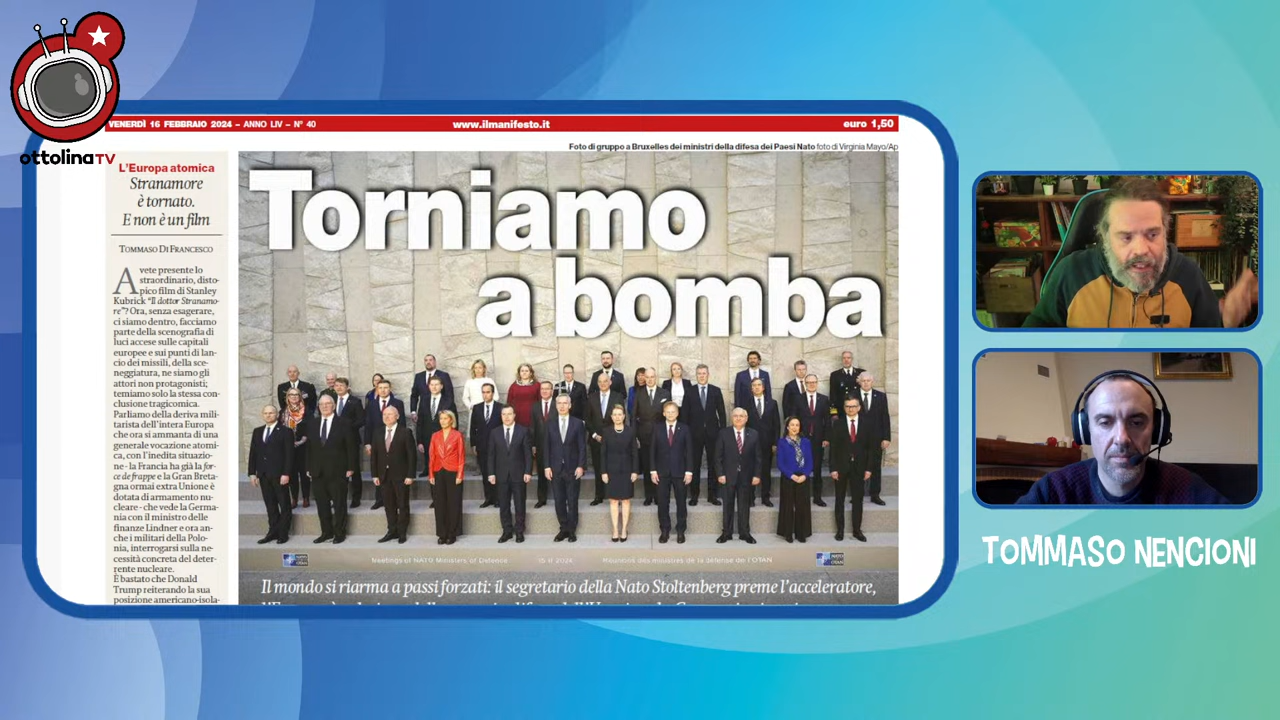 ottolinaTV
VENERDÌ 16 FEBBRAIO 2024 – ANNO LIV – N° 40
www.ilmanifesto.it
euro 1,50
Foto di gruppo a Bruxelles dei ministri della difesa dei Paesi Nato foto di Virginia Mayo/Ap
L'Europa atomica
Stranamore
è tornato.
E non è un film
TOMMASO DI FRANCESCO
Avete presente lo
straordinario, disto-
pico film di Stanley
Kubrick "Il dottor Stranamo-
re"? Ora, senza esagerare,
ci siamo dentro, facciamo
parte della scenografia di
luci accese sulle capitali
europee e sui punti di lan-
cio dei missili, della sce-
neggiatura, ne siamo gli
attori non protagonisti;
temiamo solo la stessa con-
clusione tragicomica.
Parliamo della deriva mili-
tarista dell'intera Europa
che ora si ammanta di una
generale vocazione atomi-
ca, con l'inedita situazio-
ne - la Francia ha già la for-
ce de frappe e la Gran Breta-
gna ormai extra Unione è
dotata di armamento nu-
cleare - che vede la Germa-
nia con il ministro delle
finanze Lindner e ora an-
che i militari della Polo-
nia, interrogarsi sulla ne-
cessità concreta del deter-
rente nucleare.
È bastato che Donald
Trump reiterando la sua
posizione americano-isola-
Torniamo
a bomba
Meetings of NATO Ministers of Defence
Réunions des ministres de la défense de l'OTAN
Il mondo si riarma a passi forzati: il segretario della Nato Stoltenberg preme l'acceleratore,
TOMMASO NENCIONI